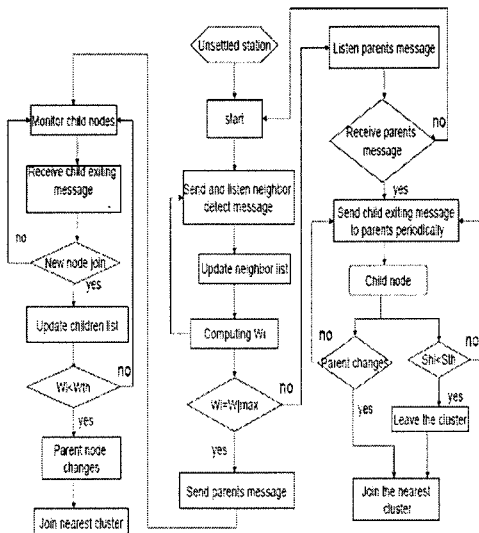 Unsettled station
start
Send and listen neighbor
detect message
Update neighbor list
Computing Wi
Wi=Wjmax
no
yes
Send parents message
Monitor child nodes
Receive child exiting
message
no
New node join
yes
Update children list
no
Wi<Wth
yes
Parent node
changes
Join nearest cluster
Listen parents message
no
Receive parents
message
yes
Send child exiting message
to parents periodically
Child node
no
Parent changes
Shi<Sth
no
yes
yes
Leave the cluster
Join the nearest
cluster